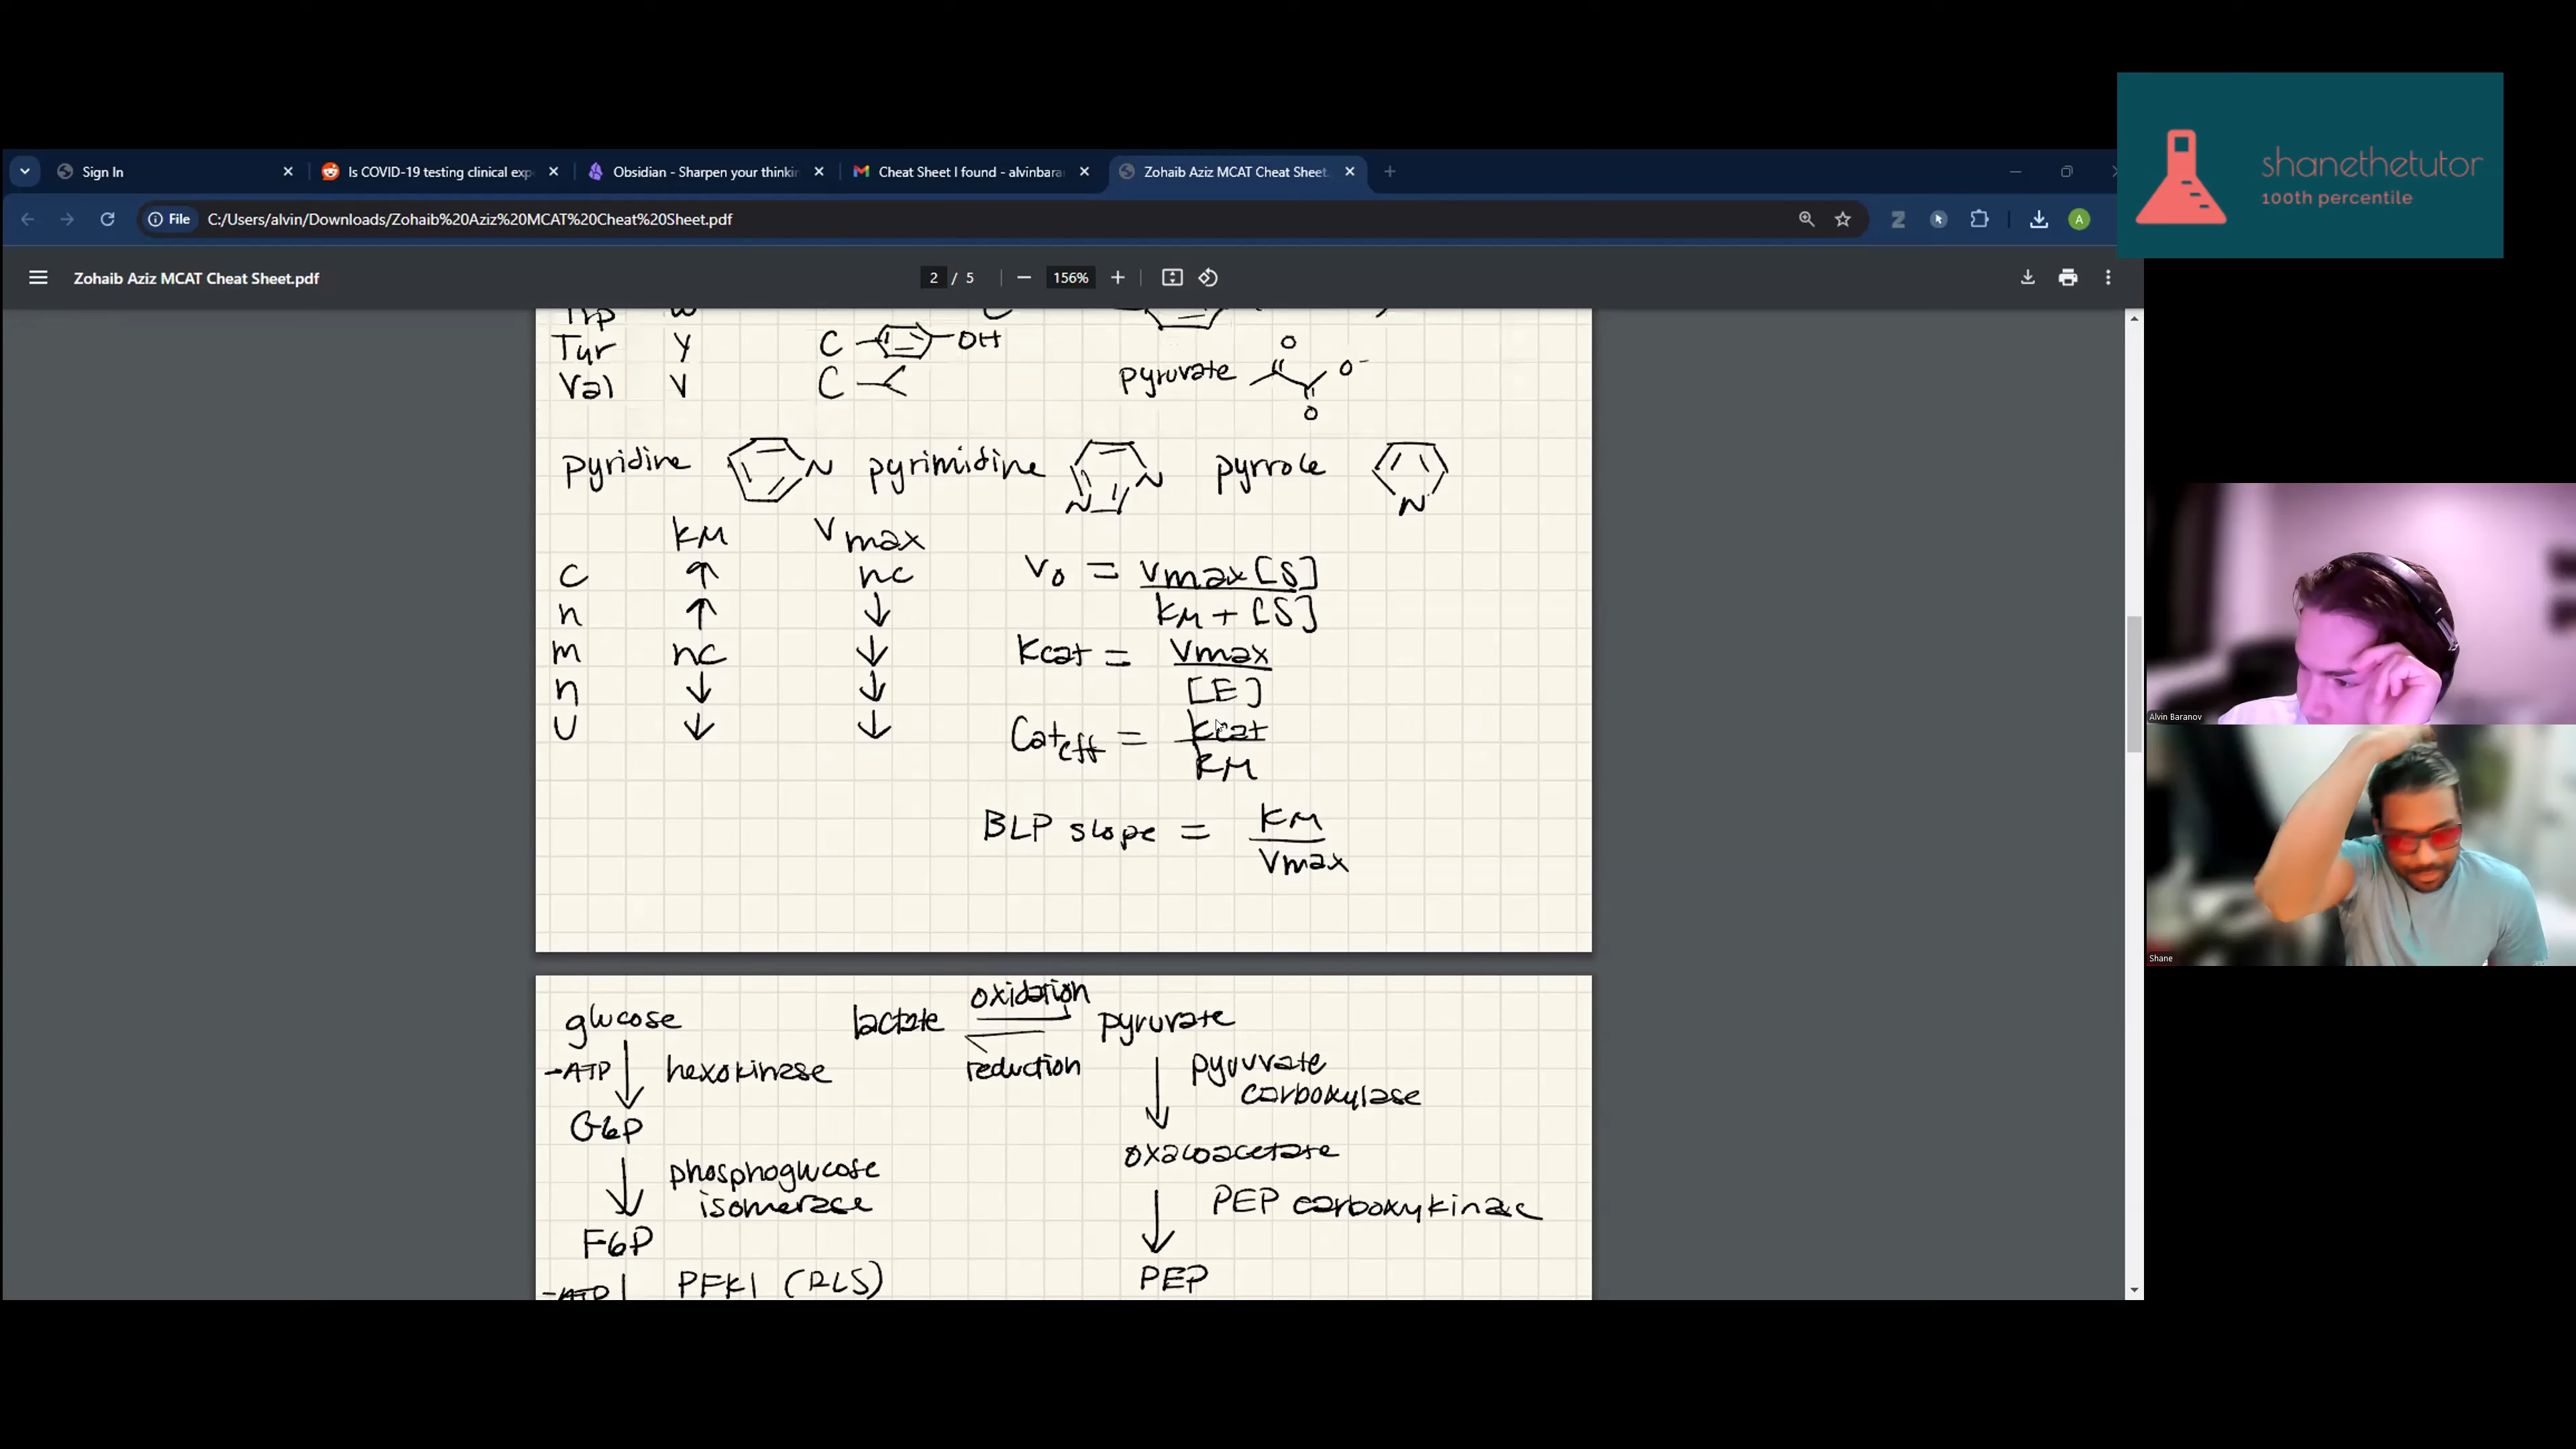 shanethetutor
100th percentile
Sign In
Is COVID-19 testing clinical exp
Obsidian - Sharpen your thinkin
Cheat Sheet I found - alvinbara
Zohaib Aziz MCAT Cheat Sheet.
File
C:/Users/alvin/Downloads/Zohaib%20Aziz%20MCAT%20Cheat%20Sheet.pdf
A
Zohaib Aziz MCAT Cheat Sheet.pdf
2 / 5
156%
Trp W
Tyr Y C OH
Val V C
pyruvate O O- O
pyridine N pyrimidine N N pyrrole N
KM Vmax
C ↑ nc
n ↑ ↓
m nc ↓
n ↓ ↓
U ↓ ↓
Vo = Vmax[S]
KM + [S]
Kcat = Vmax
[E]
Cateff = Kcat
KM
BLP slope = KM
Vmax
glucose
-ATP hexokinase
G6P
phosphoglucose
isomerase
F6P
-ATP PFK1 (RLS)
lactate oxidation pyruvate
reduction
pyruvate
carboxylase
oxaloacetate
PEP carboxykinase
PEP
Alvin Baranov
Shane